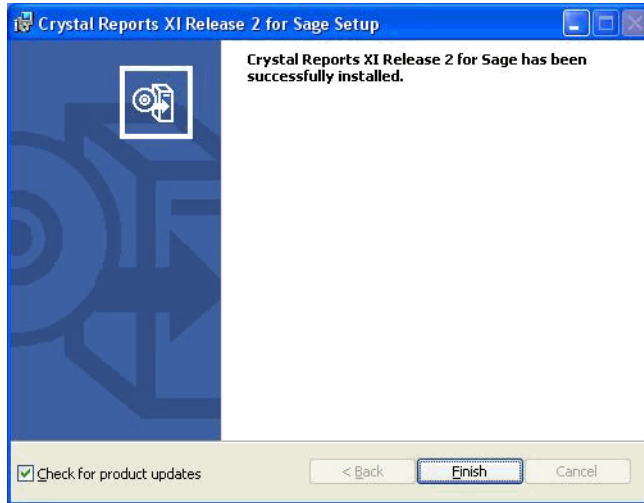 Crystal Reports XI Release 2 for Sage Setup
Crystal Reports XI Release 2 for Sage has been
successfully installed.
Check for product updates
< Back
Finish
Cancel